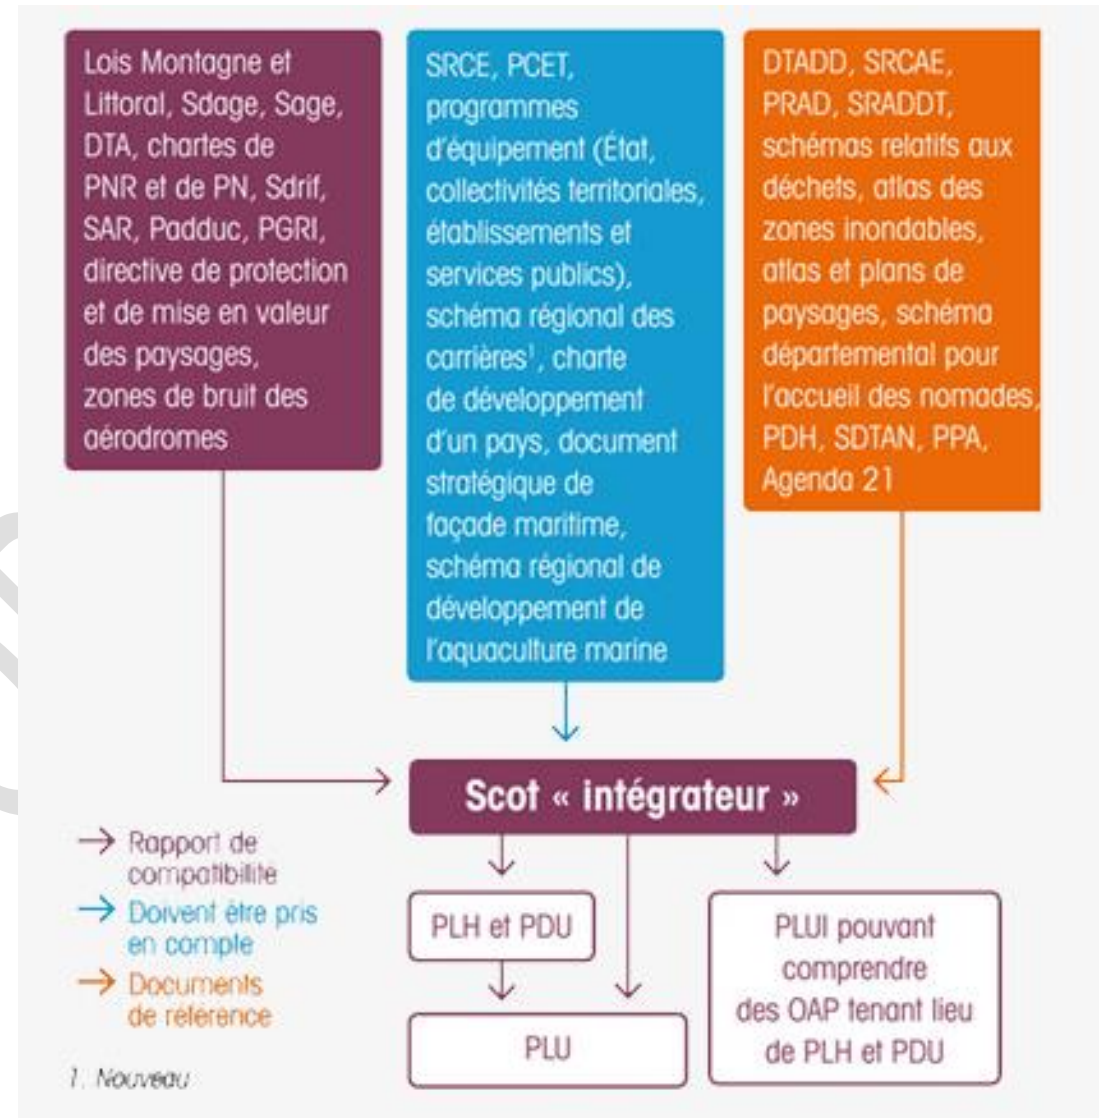 Lois Montagne et
Littoral, Sdage, Sage,
DTA, chartes de
PNR et de PN, Sdrif,
SAR, Padduc, PGRI,
directive de protection
et de mise en valeur
des paysages,
zones de bruit des
aérodromes
SRCE, PCET,
programmes
d'équipement (État,
collectivités territoriales,
établissements et
services publics),
schéma régional des
carrières¹, charte
de développement
d'un pays, document
stratégique de
façade maritime,
schéma régional de
développement de
l'aquaculture marine
DTADD, SRCAE,
PRAD, SRADDT,
schémas relatifs aux
déchets, atlas des
zones inondables,
atlas et plans de
paysages, schéma
départemental pour
l'accueil des nomades,
PDH, SDTAN, PPA,
Agenda 21
Scot « intégrateur »
Rapport de
compatibilité
Doivent être pris
en compte
Documents
de référence
1. Nouveau
PLH et PDU
PLU
PLUI pouvant
comprendre
des OAP tenant lieu
de PLH et PDU